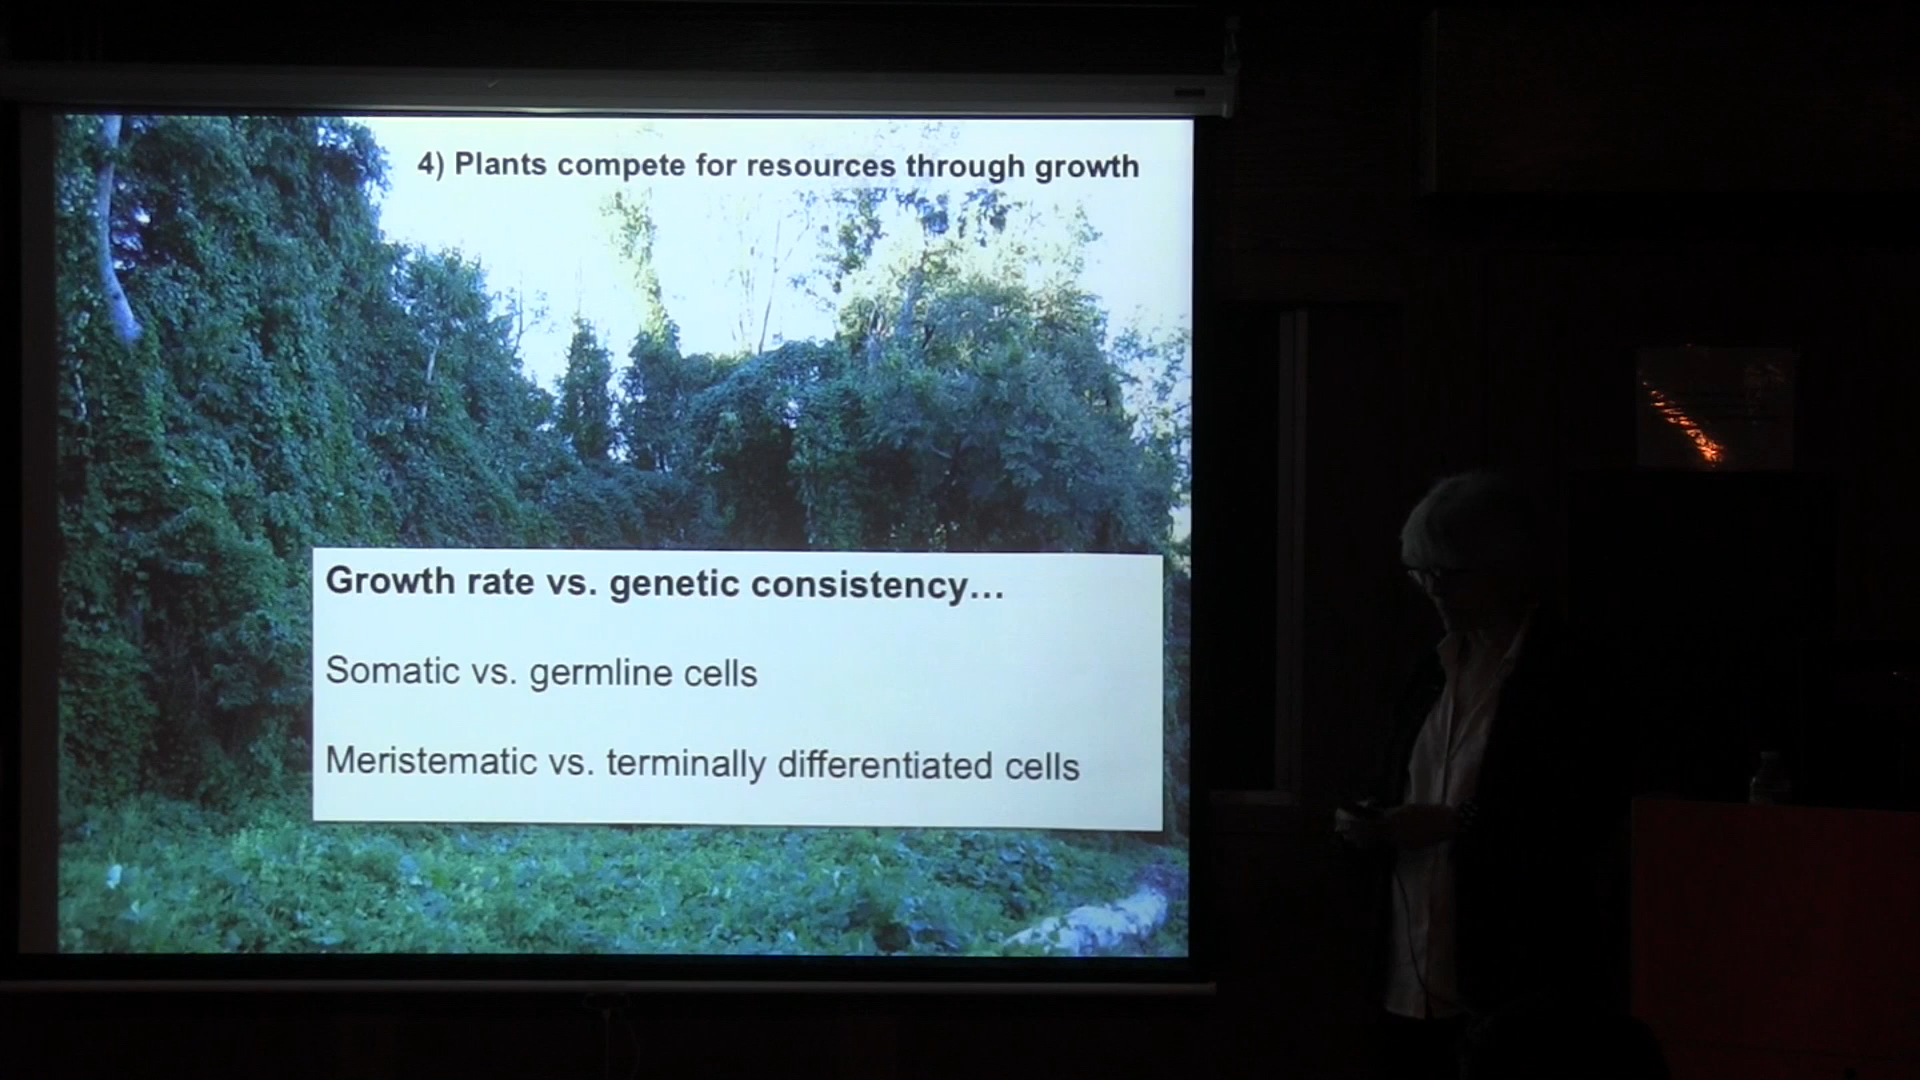 4) Plants compete for resources through growth
Growth rate vs. genetic consistency…
Somatic vs. germline cells
Meristematic vs. terminally differentiated cells